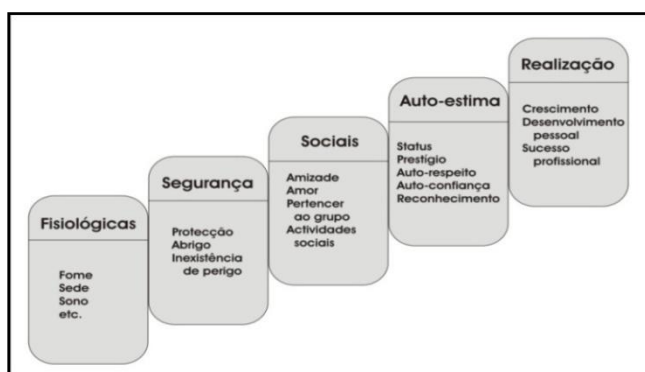 Fisiológicas
Fome
Sede
Sono
etc.
Segurança
Protecção
Abrigo
Inexistência
de perigo
Sociais
Amizade
Amor
Pertencer
ao grupo
Actividades
sociais
Auto-estima
Status
Prestígio
Auto-respeito
Auto-confiança
Reconhecimento
Realização
Crescimento
Desenvolvimento
pessoal
Sucesso
profissional